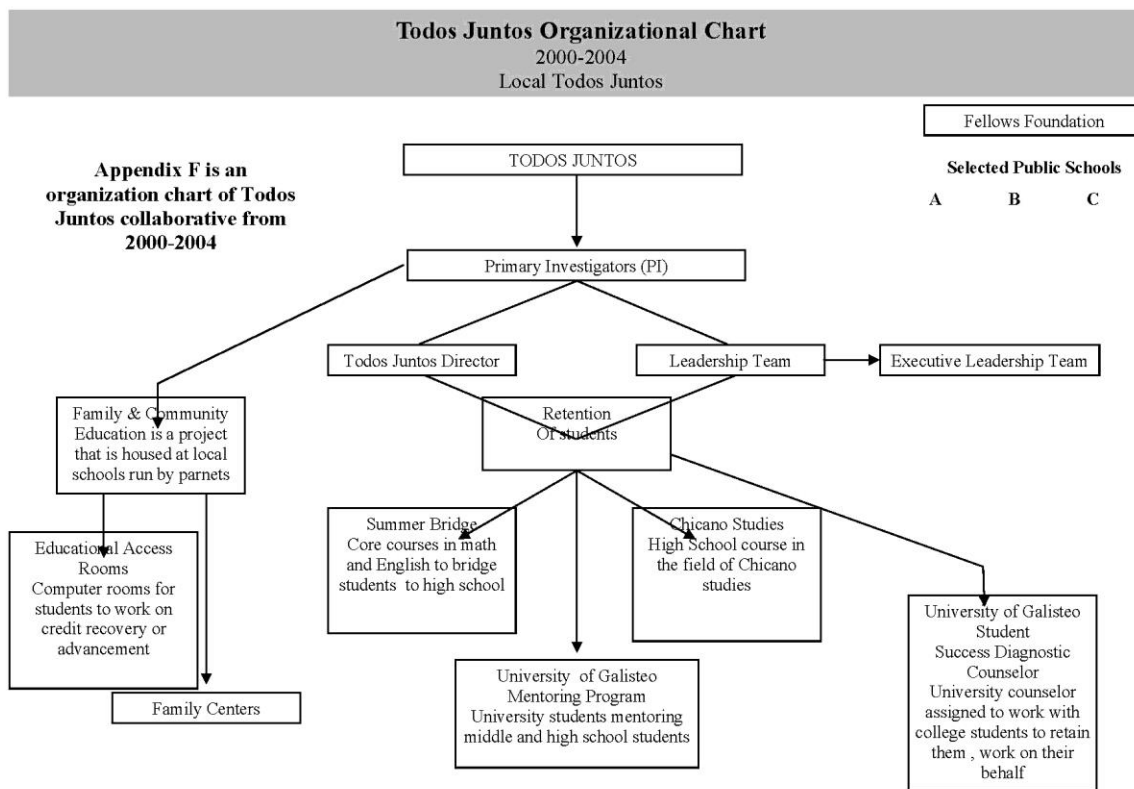 Todos Juntos Organizational Chart
2000-2004
Local Todos Juntos
Fellows Foundation
Appendix F is an
organization chart of Todos
Juntos collaborative from
2000-2004
TODOS JUNTOS
Selected Public Schools
A B C
Primary Investigators (PI)
Todos Juntos Director
Leadership Team
Executive Leadership Team
Family & Community
Education is a project
that is housed at local
schools run by parnets
Retention
Of students
Educational Access
Rooms
Computer rooms for
students to work on
credit recovery or
advancement
Family Centers
Summer Bridge
Core courses in math
and English to bridge
students to high school
Chicano Studies
High School course in
the field of Chicano
studies
University of Galisteo
Mentoring Program
University students mentoring
middle and high school students
University of Galisteo
Student
Success Diagnostic
Counselor
University counselor
assigned to work with
college students to retain
them , work on their
behalf